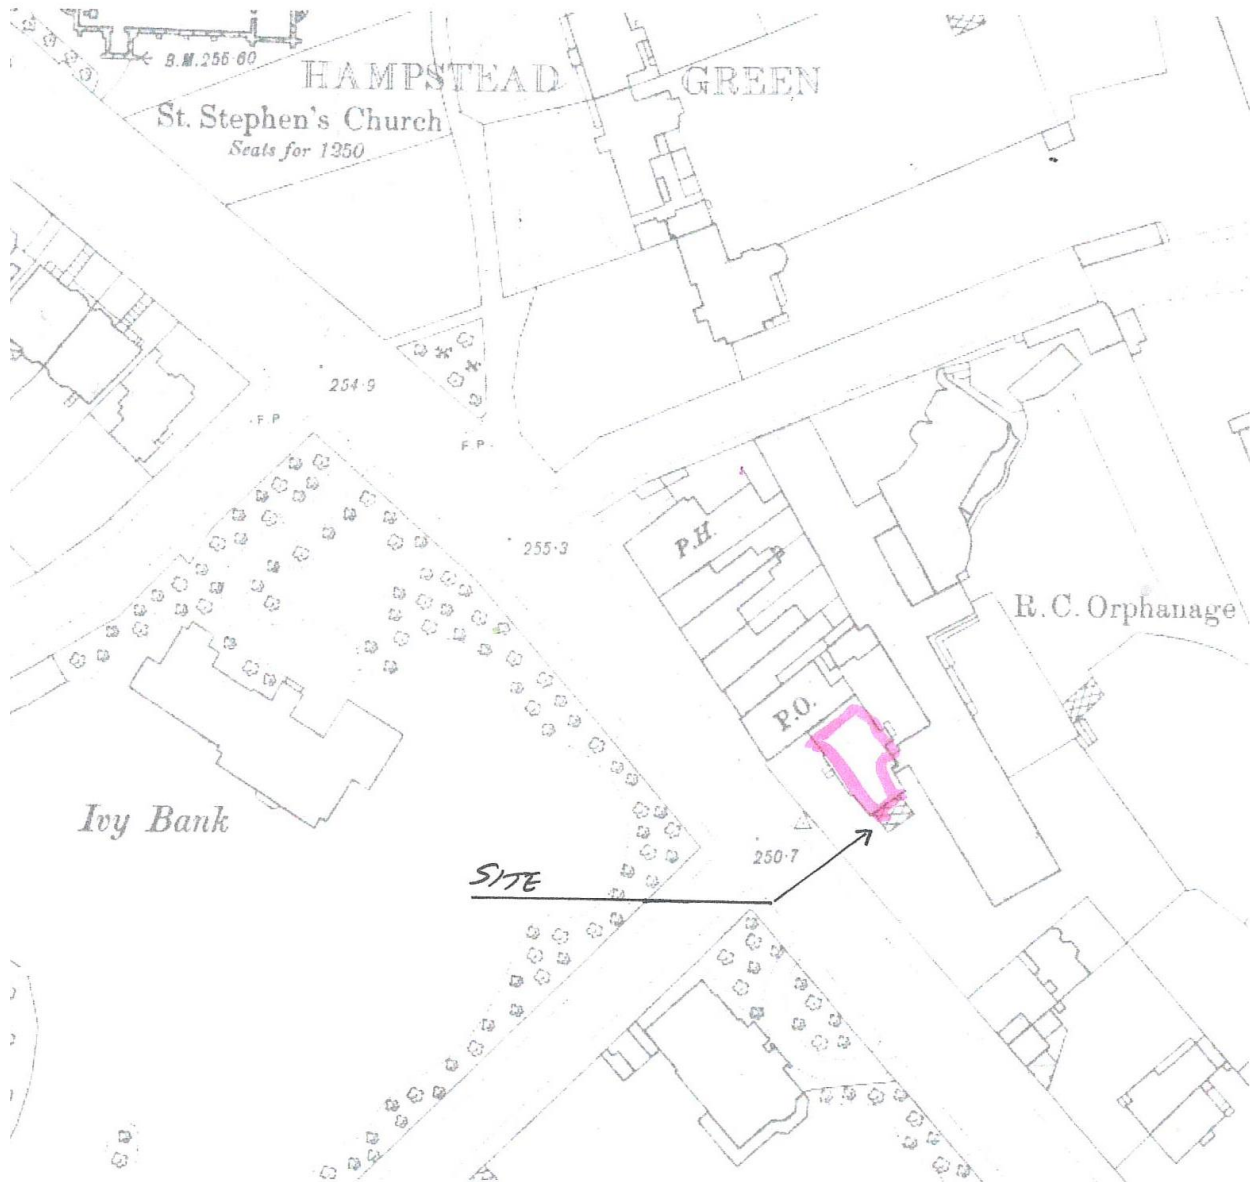 B.M.256·60
HAMPSTEAD GREEN
St. Stephen's Church
Seats for 1250
254·9
F.P.
F.P.
P.H.
255·3
R.C. Orphanage
P.O.
Ivy Bank
250·7
SITE